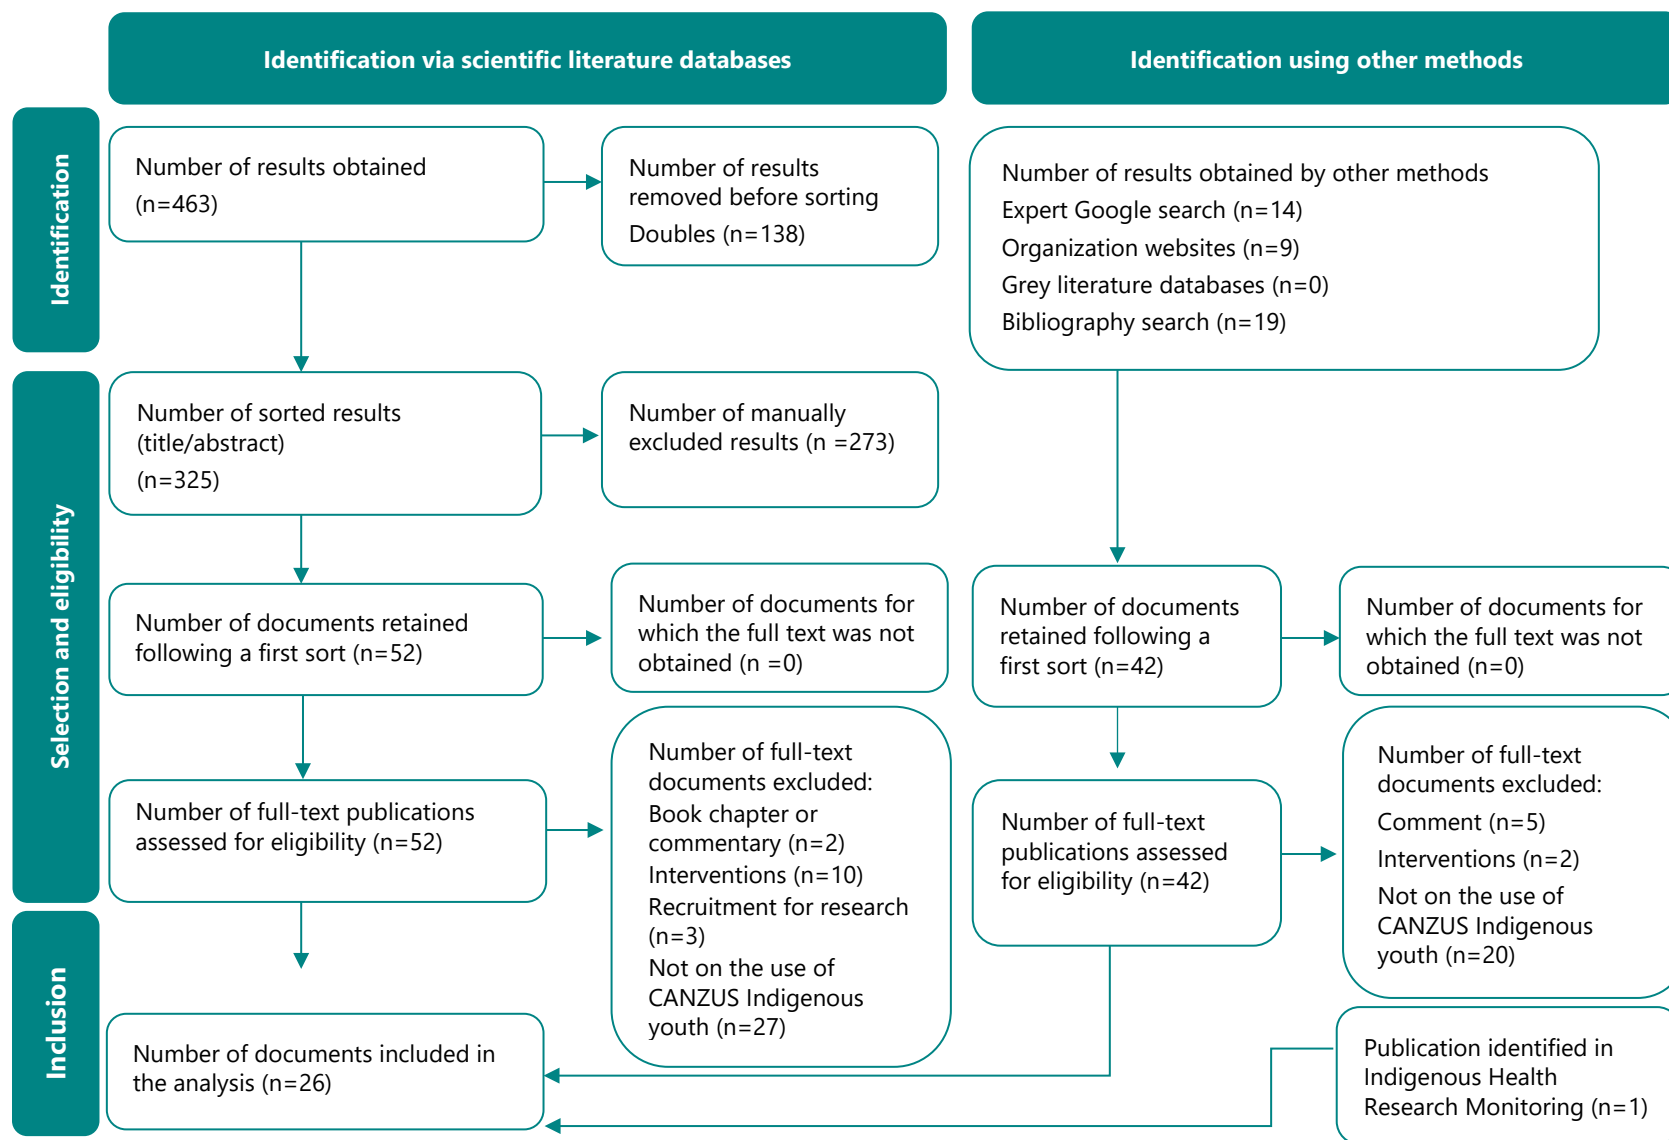 Identification via scientific literature databases
Identification using other methods
Identification
Number of results obtained
(n=463)
Number of results
removed before sorting
Doubles (n=138)
Number of results obtained by other methods
Expert Google search (n=14)
Organization websites (n=9)
Grey literature databases (n=0)
Bibliography search (n=19)
Selection and eligibility
Number of sorted results
(title/abstract)
(n=325)
Number of manually
excluded results (n =273)
Number of documents retained
following a first sort (n=52)
Number of documents for
which the full text was not
obtained (n =0)
Number of documents
retained following a
first sort (n=42)
Number of documents for
which the full text was not
obtained (n=0)
Number of full-text publications
assessed for eligibility (n=52)
Number of full-text
documents excluded:
Book chapter or
commentary (n=2)
Interventions (n=10)
Recruitment for research
(n=3)
Not on the use of
CANZUS Indigenous
youth (n=27)
Number of full-text
publications assessed
for eligibility (n=42)
Number of full-text
documents excluded:
Comment (n=5)
Interventions (n=2)
Not on the use of
CANZUS Indigenous
youth (n=20)
Inclusion
Number of documents included in
the analysis (n=26)
Publication identified in
Indigenous Health
Research Monitoring (n=1)